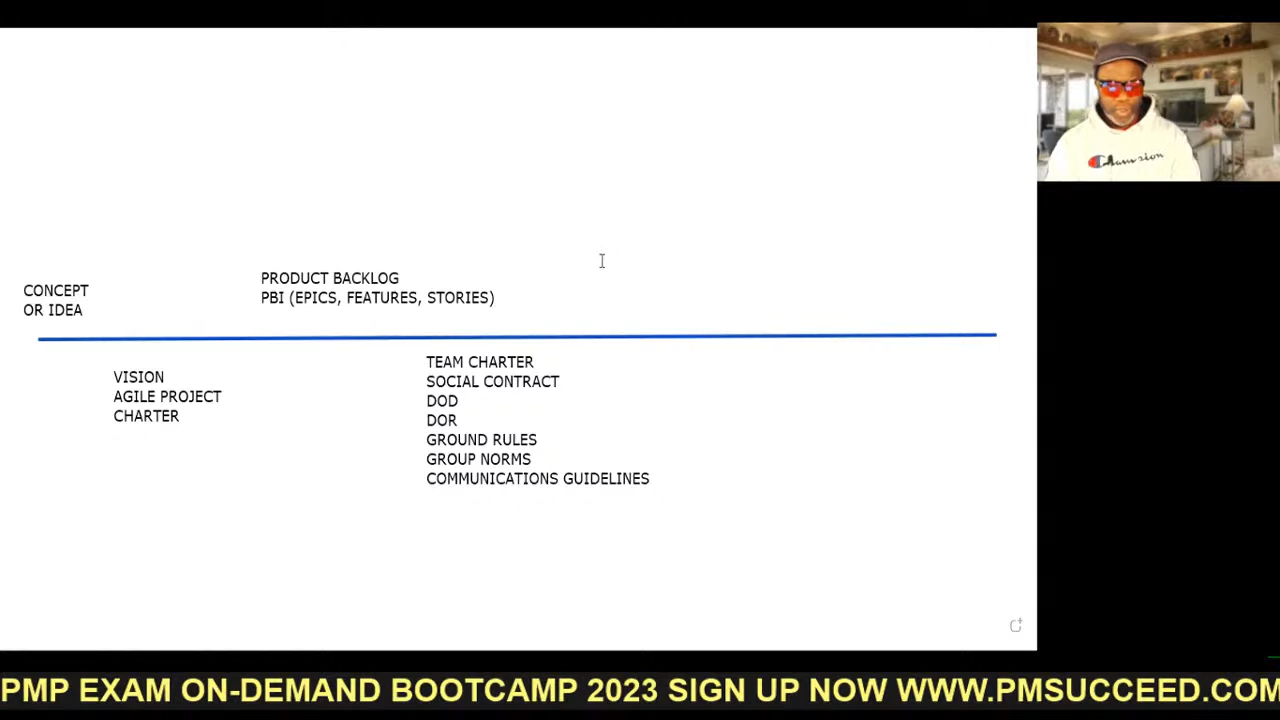 CONCEPT
OR IDEA
PRODUCT BACKLOG
PBI (EPICS, FEATURES, STORIES)
VISION
AGILE PROJECT
CHARTER
TEAM CHARTER
SOCIAL CONTRACT
DOD
DOR
GROUND RULES
GROUP NORMS
COMMUNICATIONS GUIDELINES
Champion
PMP EXAM ON-DEMAND BOOTCAMP 2023 SIGN UP NOW WWW.PMSUCCEED.COM